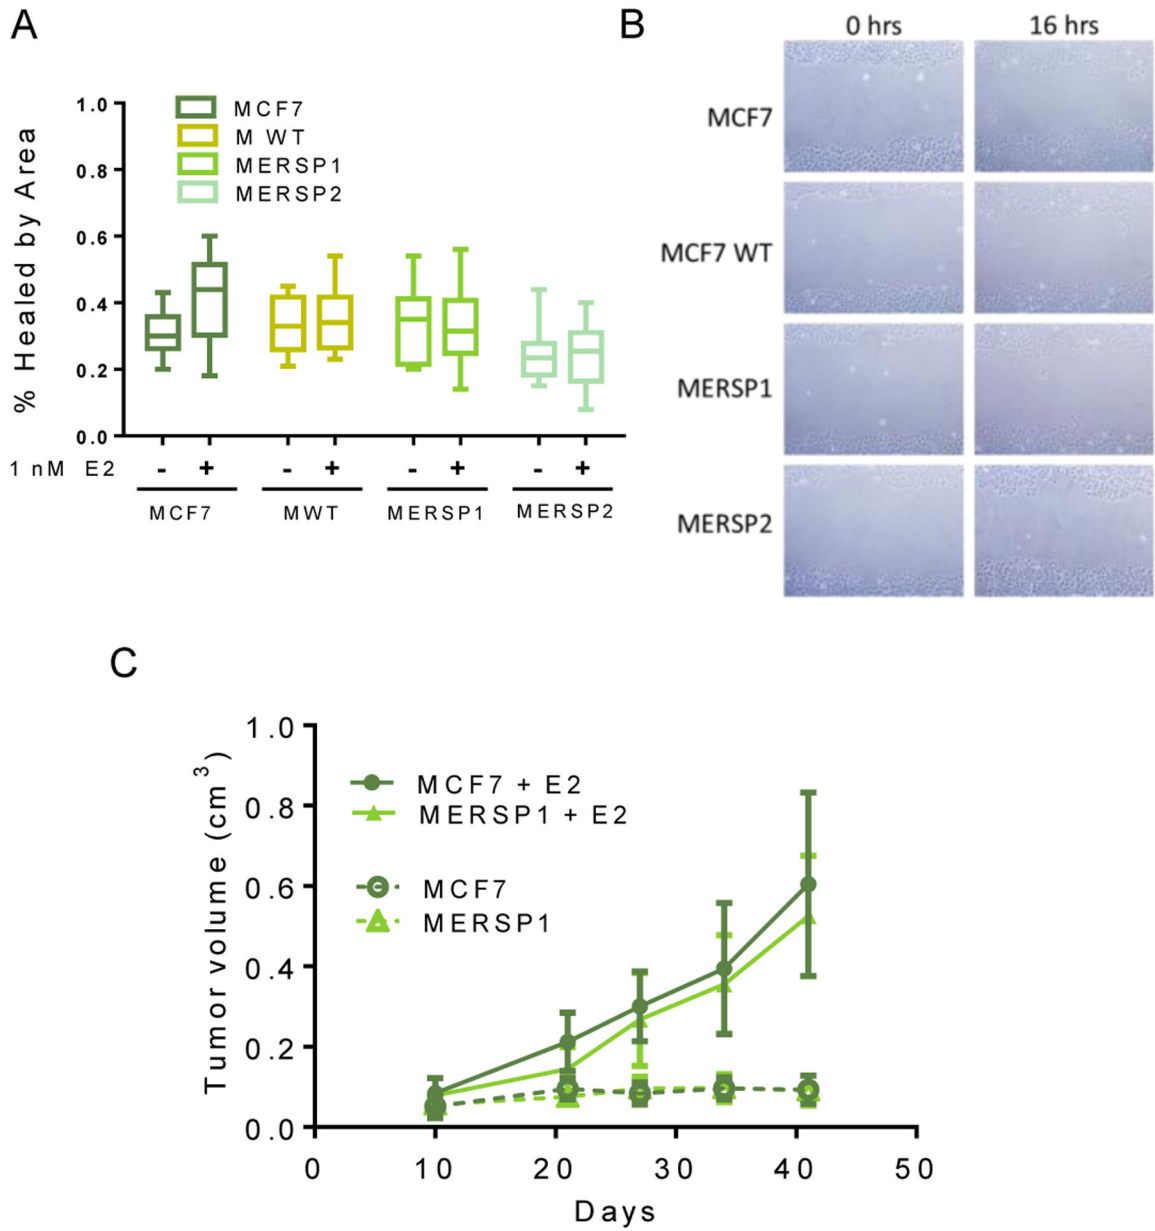 A
% Healed by Area
1.0
0.8
0.6
0.4
0.2
0.0
MCF7
M WT
MERSP1
MERSP2
1 nM E2 - + - + - + - +
MCF7 MWT MERSP1 MERSP2
B
0 hrs 16 hrs
MCF7
MCF7 WT
MERSP1
MERSP2
C
Tumor volume (cm³)
1.0
0.8
0.6
0.4
0.2
0.0
MCF7 + E2
MERSP1 + E2
MCF7
MERSP1
0 10 20 30 40 50
Days